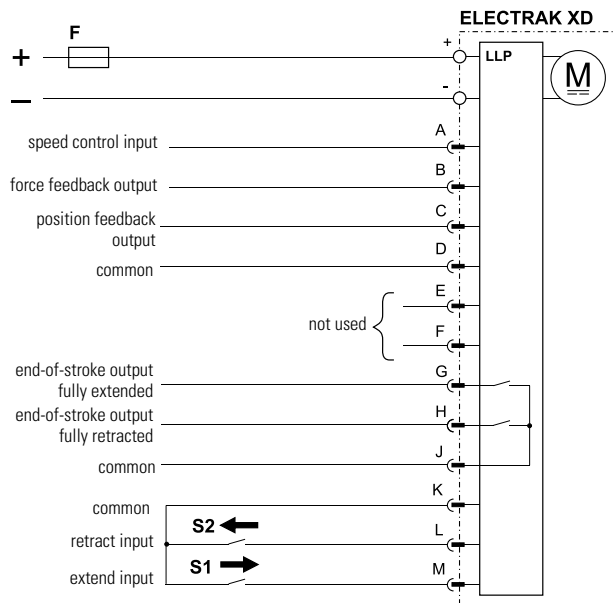 ELECTRAK XD
F
+
+
LLP
M
–
-
A
speed control input
B
force feedback output
C
position feedback
output
D
common
E
not used
F
G
end-of-stroke output
fully extended
H
end-of-stroke output
fully retracted
J
common
K
common
S2
L
retract input
S1
M
extend input